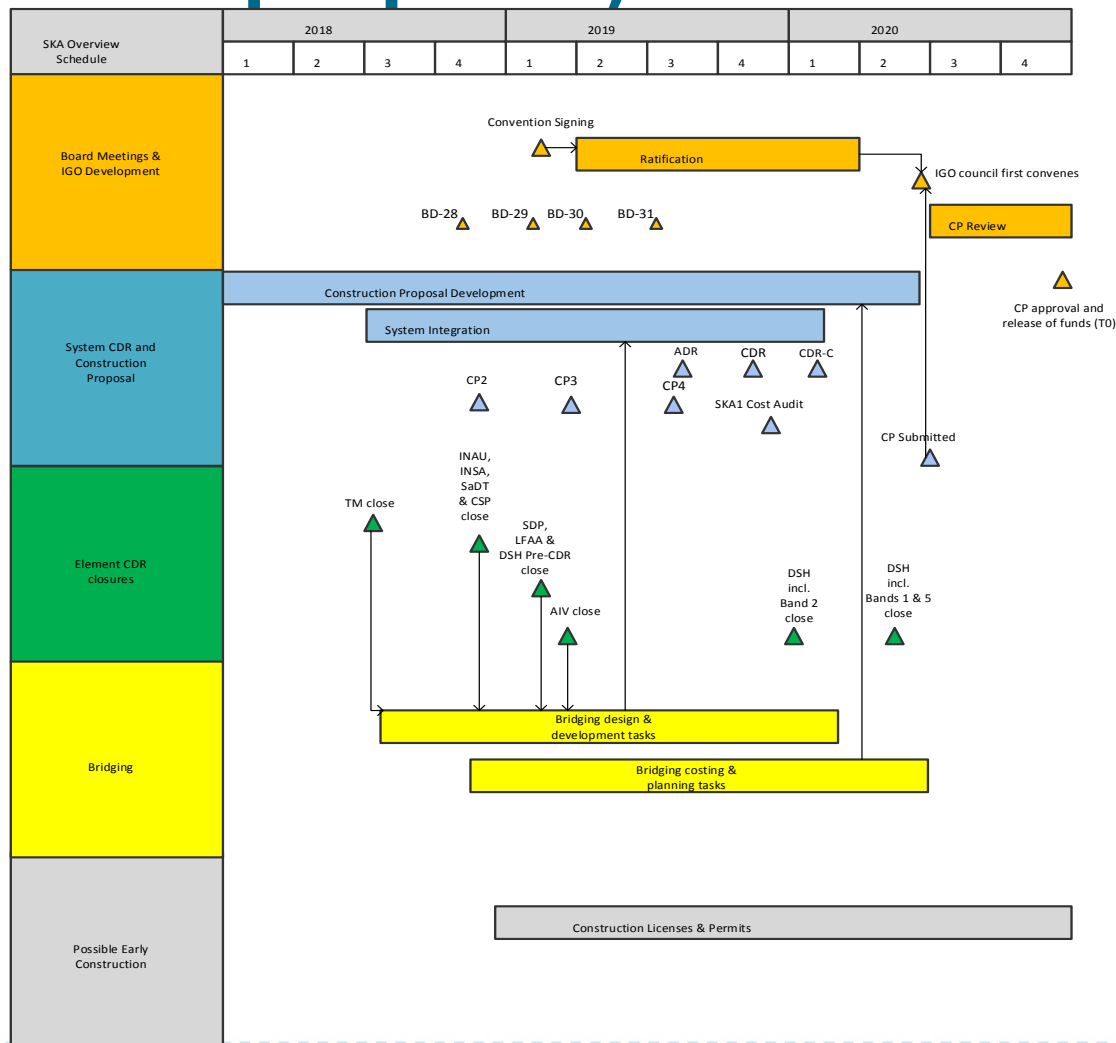 SKA Overview
Schedule
2018
2019
2020
1
2
3
4
1
2
3
4
1
2
3
4
Board Meetings &
IGO Development
Convention Signing
Ratification
IGO council first convenes
BD-28
BD-29
BD-30
BD-31
CP Review
CP approval and
release of funds (T0)
System CDR and
Construction
Proposal
Construction Proposal Development
System Integration
ADR
CDR
CDR-C
CP2
CP3
CP4
SKA1 Cost Audit
CP Submitted
Element CDR
closures
TM close
INAU,
INSA,
SaDT
& CSP
close
SDP,
LFAA &
DSH Pre-CDR
close
AIV close
DSH
incl.
Band 2
close
DSH
incl.
Bands 1 & 5
close
Bridging
Bridging design &
development tasks
Bridging costing &
planning tasks
Possible Early
Construction
Construction Licenses & Permits